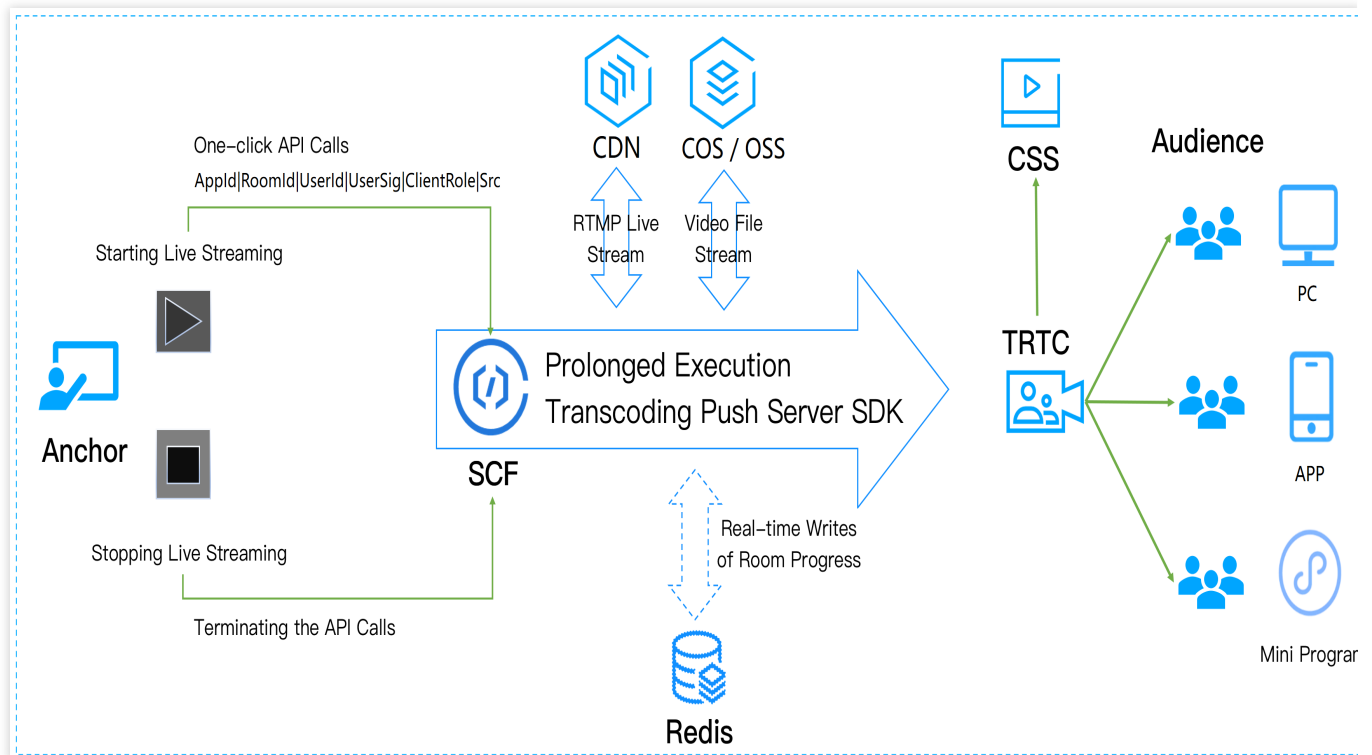 One-click API Calls
AppId|RoomId|UserId|UserSig|ClientRole|Src
Starting Live Streaming
Anchor
Stopping Live Streaming
Terminating the API Calls
CDN
COS / OSS
RTMP Live
Stream
Video File
Stream
Prolonged Execution
Transcoding Push Server SDK
SCF
Real-time Writes
of Room Progress
Redis
CSS
TRTC
Audience
PC
APP
Mini Program